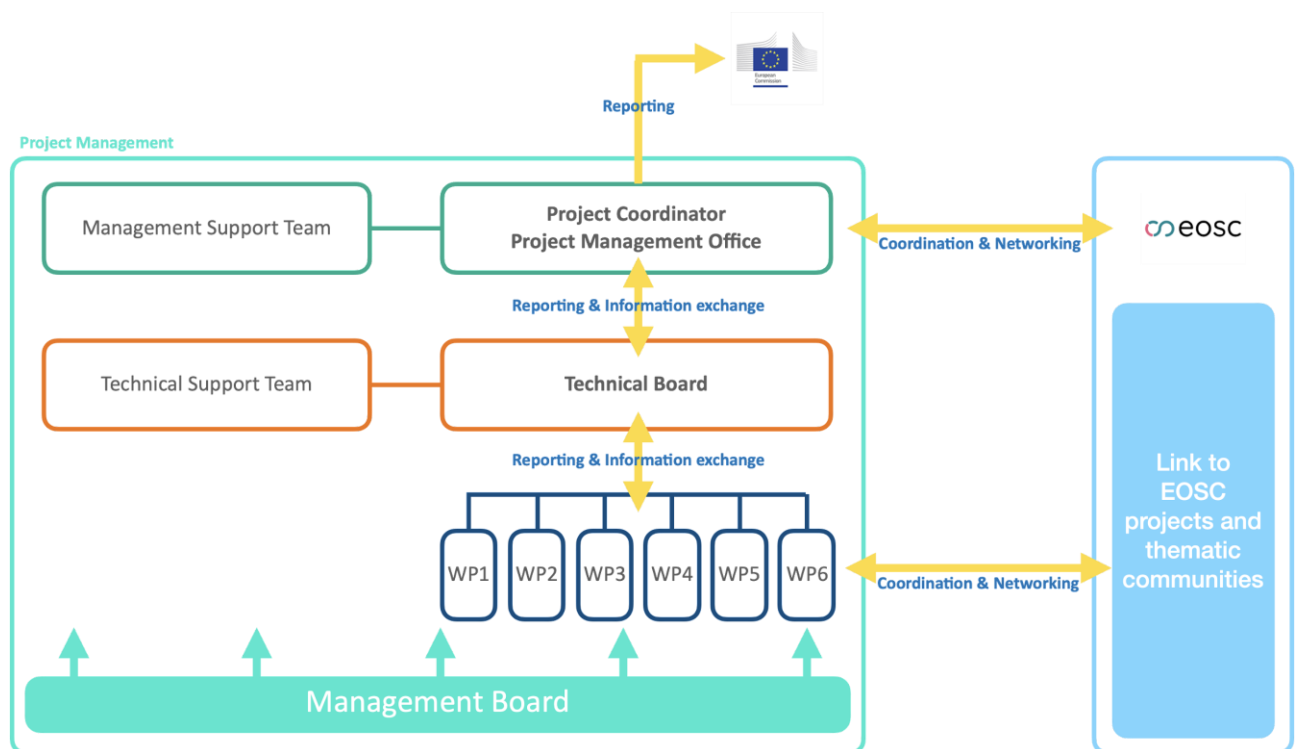 European
Commission
Reporting
Project Management
Management Support Team
Project Coordinator
Project Management Office
Coordination & Networking
eosc
Reporting & Information exchange
Technical Support Team
Technical Board
Reporting & Information exchange
Link to
EOSC
projects and
thematic
communities
WP1
WP2
WP3
WP4
WP5
WP6
Coordination & Networking
Management Board